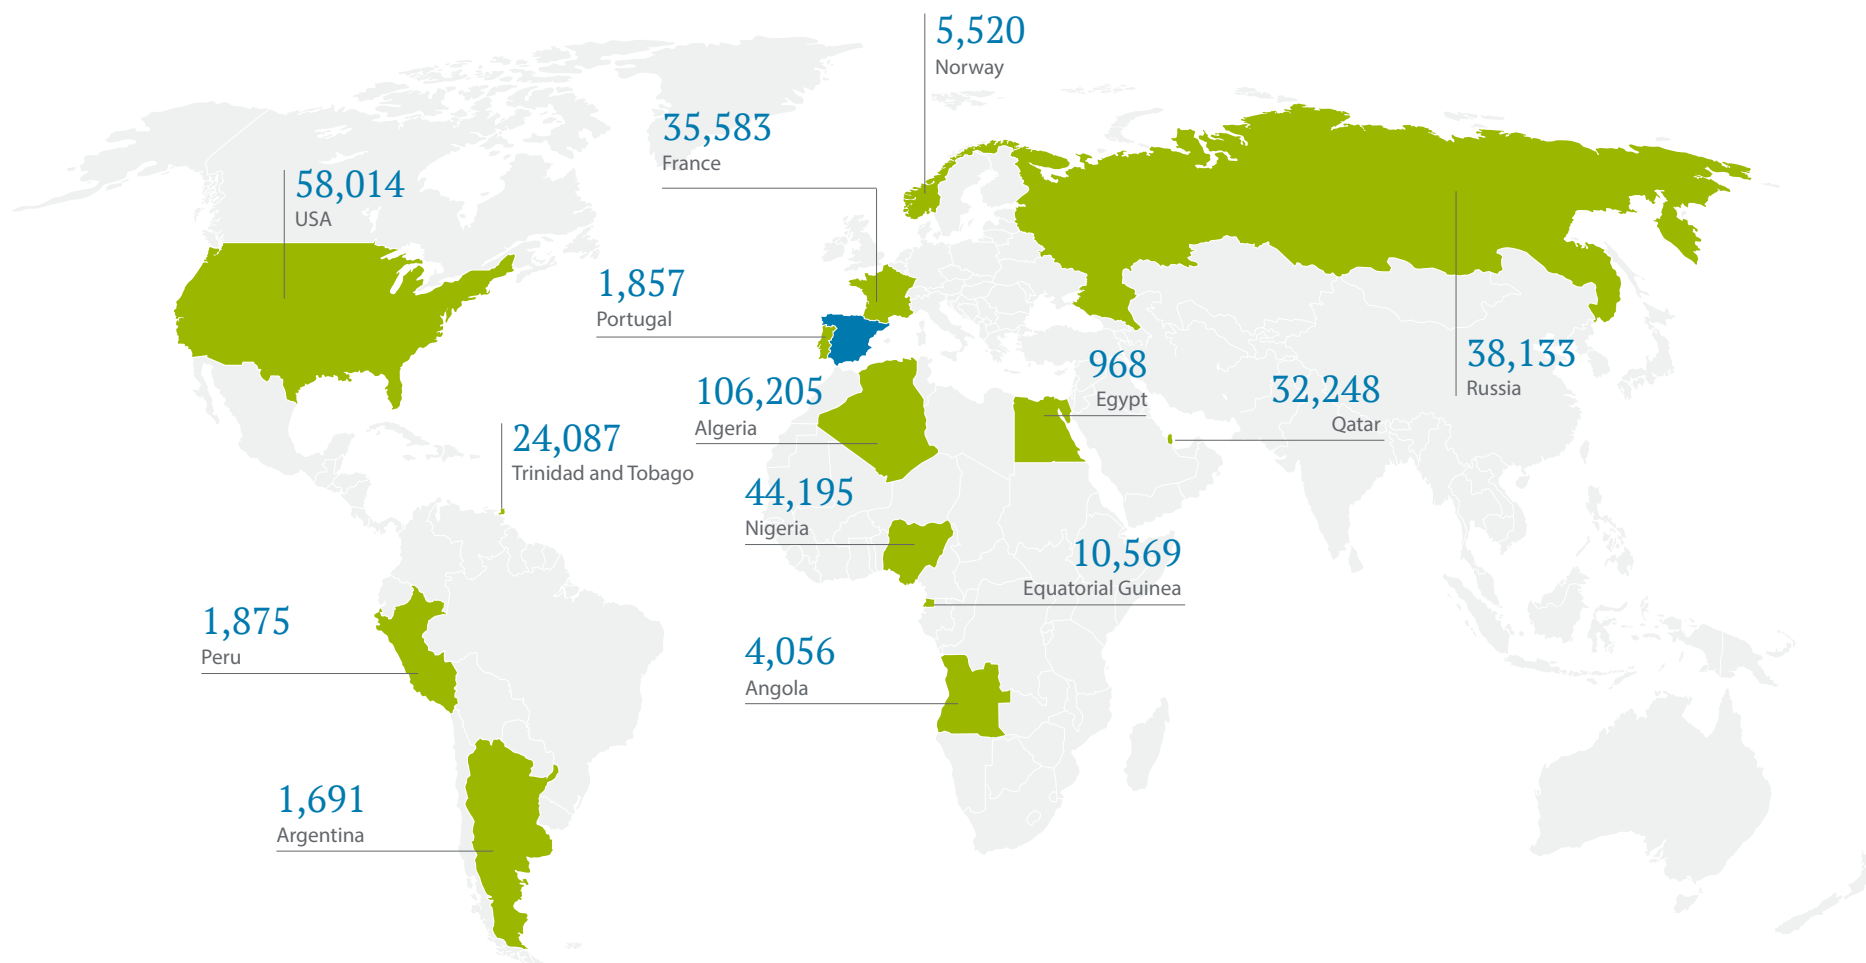 5,520
Norway
35,583
France
58,014
USA
1,857
Portugal
38,133
Russia
968
Egypt
32,248
Qatar
106,205
Algeria
24,087
Trinidad and Tobago
44,195
Nigeria
10,569
Equatorial Guinea
1,875
Peru
4,056
Angola
1,691
Argentina